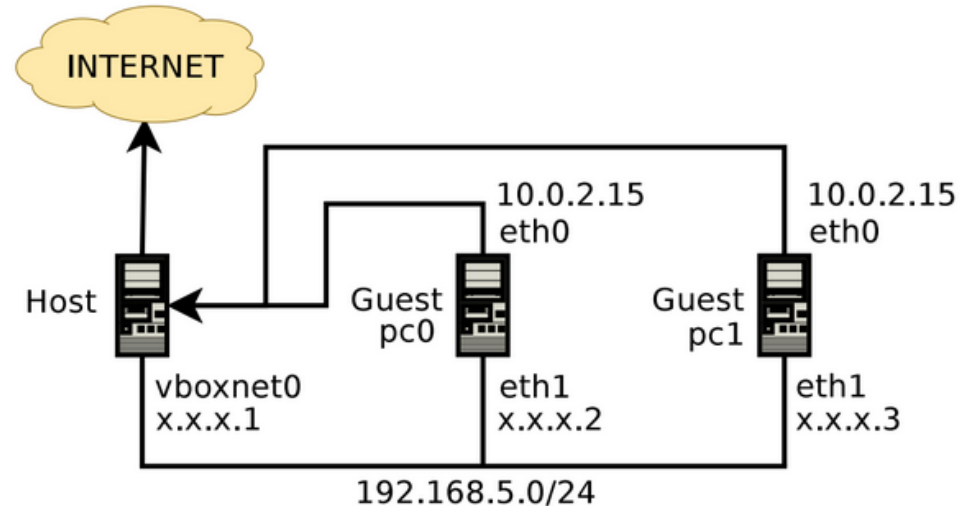 INTERNET
10.0.2.15
eth0
10.0.2.15
eth0
Host
Guest
pc0
Guest
pc1
vboxnet0
x.x.x.1
eth1
x.x.x.2
eth1
x.x.x.3
192.168.5.0/24